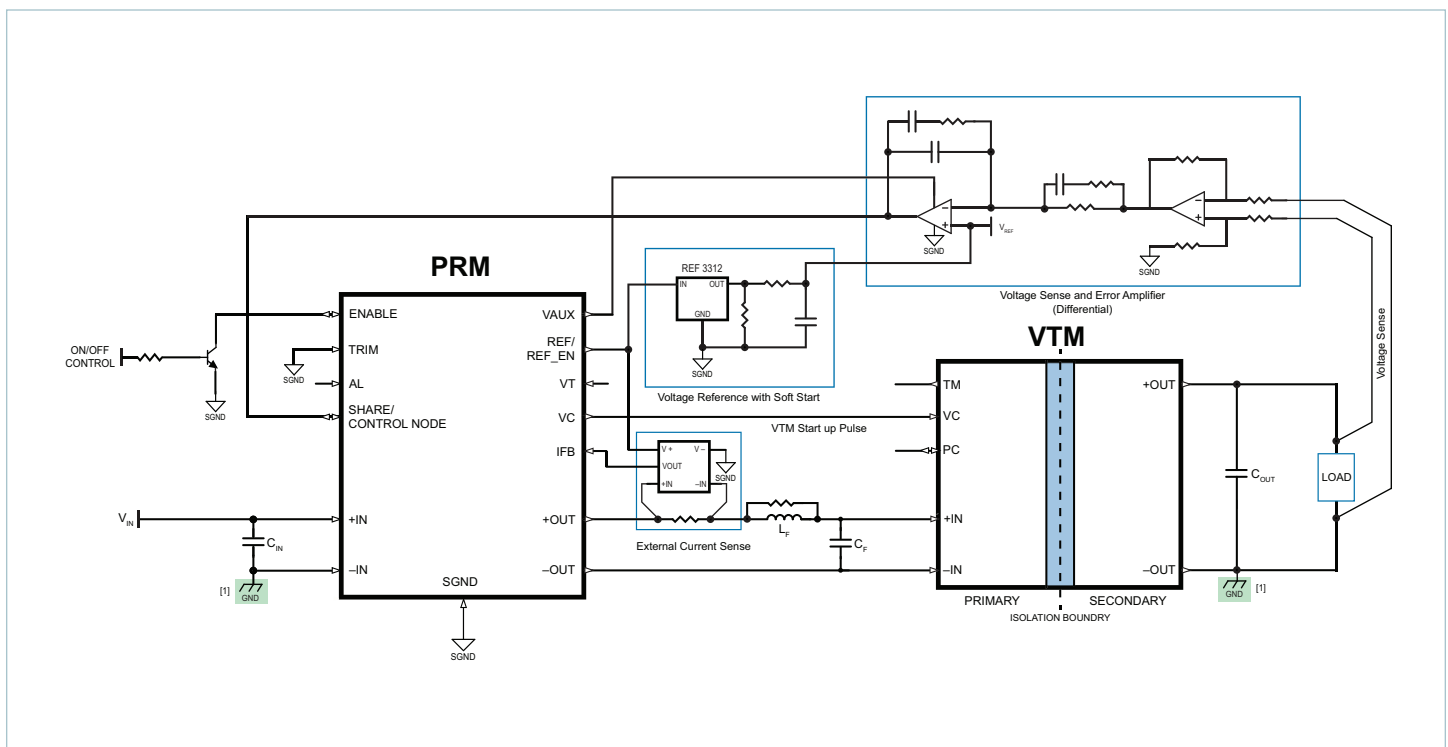 PRM
ENABLE
TRIM
AL
SHARE/
CONTROL NODE
+IN
–IN
SGND
VAUX
REF/
REF_EN
VT
VC
IFB
+OUT
–OUT
ON/OFF
CONTROL
SGND
SGND
SGND
VIN
CIN
[1]
GND
REF 3312
IN
OUT
GND
SGND
Voltage Reference with Soft Start
VTM Start up Pulse
V +
V –
VOUT
+IN
–IN
SGND
External Current Sense
LF
CF
–
+
SGND
VREF
–
+
SGND
Voltage Sense and Error Amplifier
(Differential)
Voltage Sense
VTM
TM
VC
PC
+IN
–IN
+OUT
–OUT
PRIMARY
SECONDARY
ISOLATION BOUNDRY
COUT
LOAD
GND
[1]